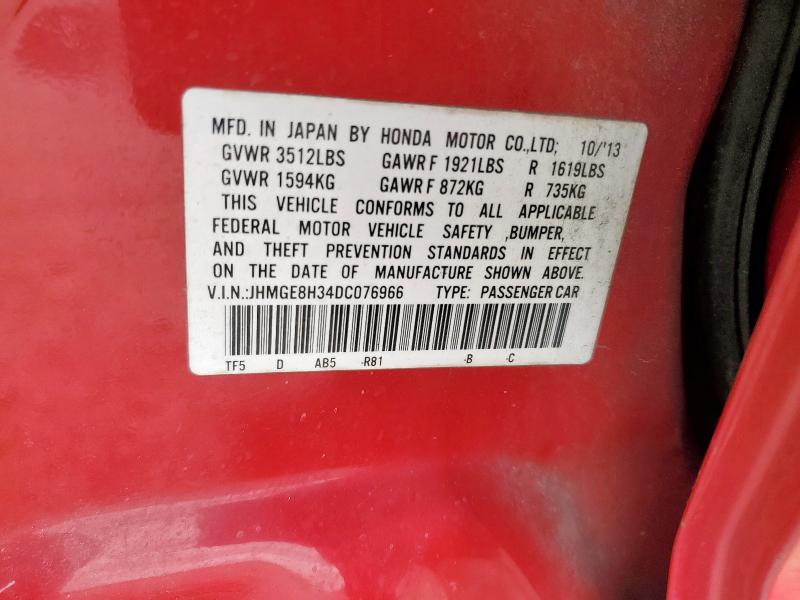 MFD. IN JAPAN BY HONDA MOTOR CO.,LTD; 10/'13
GVWR 3512LBS GAWR F 1921LBS R 1619LBS
GVWR 1594KG GAWR F 872KG R 735KG
THIS VEHICLE CONFORMS TO ALL APPLICABLE
FEDERAL MOTOR VEHICLE SAFETY ,BUMPER,
AND THEFT PREVENTION STANDARDS IN EFFECT
ON THE DATE OF MANUFACTURE SHOWN ABOVE.
V.I.N.:JHMGE8H34DC076966 TYPE: PASSENGER CAR
TF5 D AB5 -R81 -B -C